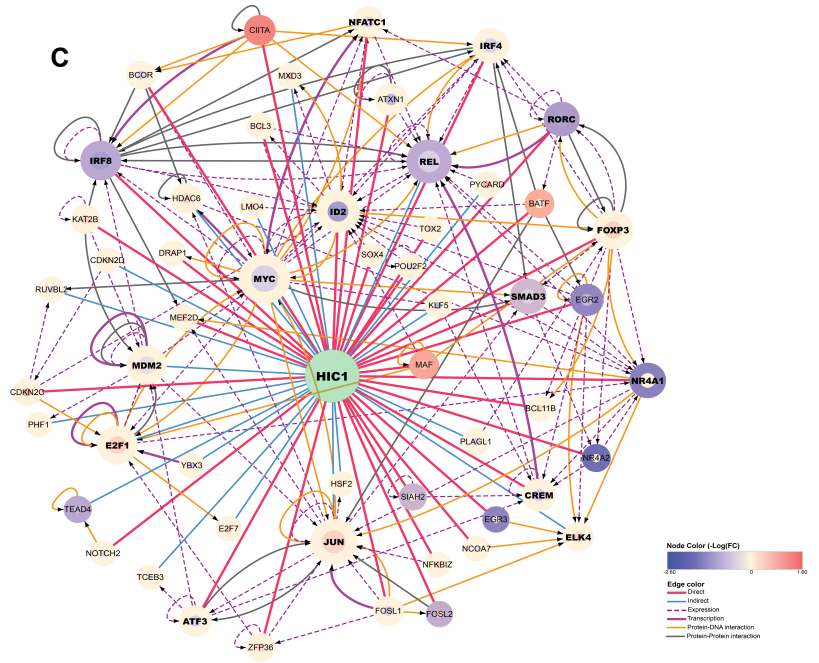 C
CIITA
NFATC1
IRF4
BCOR
MXD3
ATXN1
RORC
BCL3
IRF8
REL
PYCARD
HDAC6
LMO4
ID2
BATF
KAT2B
TOX2
FOXP3
DRAP1
SOX4
CDKN2D
POU2F2
MYC
RUVBL2
SMAD3
EGR2
KLF5
MEF2D
MDM2
HIC1
MAF
NR4A1
CDKN2C
BCL11B
PHF1
E2F1
PLAGL1
YBX3
NR4A2
HSF2
SIAH2
CREM
TEAD4
EGR3
E2F7
ELK4
JUN
NCOA7
NOTCH2
NFKBIZ
TCEB3
FOSL1
FOSL2
ATF3
ZFP36
Node Color (-Log(FC)
-2.60 0 1.60
Edge color
Direct
Indirect
Expression
Transcription
Protein-DNA interaction
Protein-Protein interaction